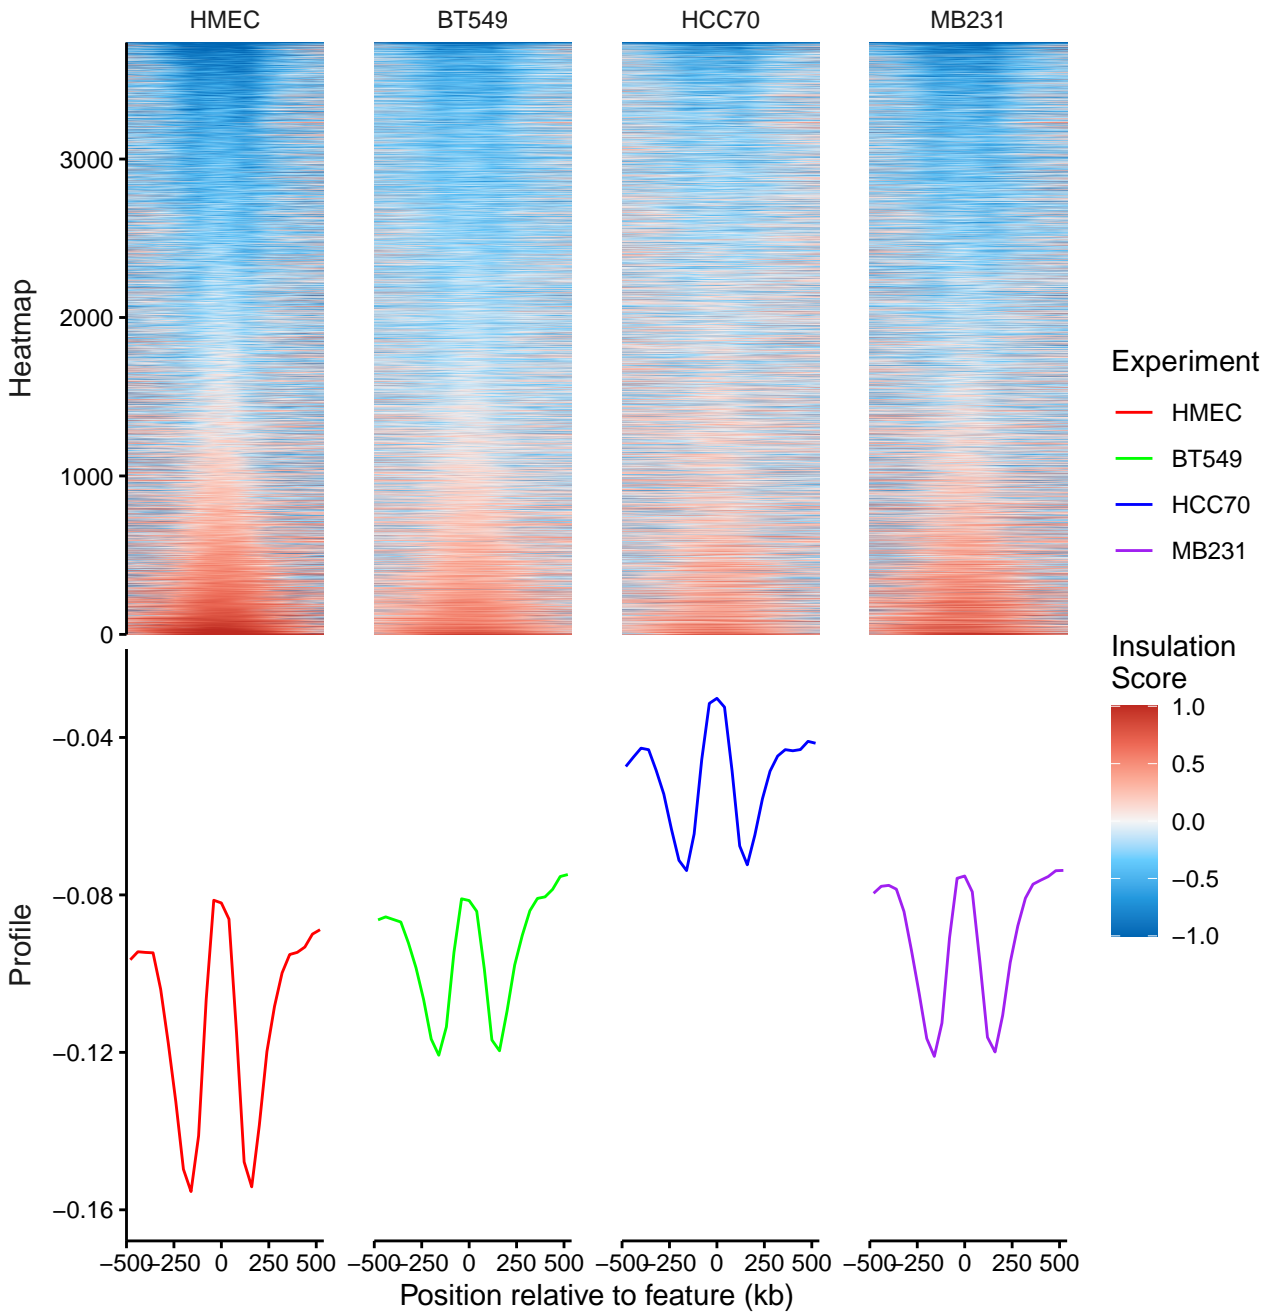 HMEC BT549 HCC70 MB231
Heatmap
3000
2000
1000
0
Experiment
HMEC
BT549
HCC70
MB231
Insulation
Score
1.0
0.5
0.0
−0.5
−1.0
Profile
−0.04
−0.08
−0.12
−0.16
−500 −250 0 250 500 −500 −250 0 250 500 −500 −250 0 250 500 −500 −250 0 250 500
Position relative to feature (kb)